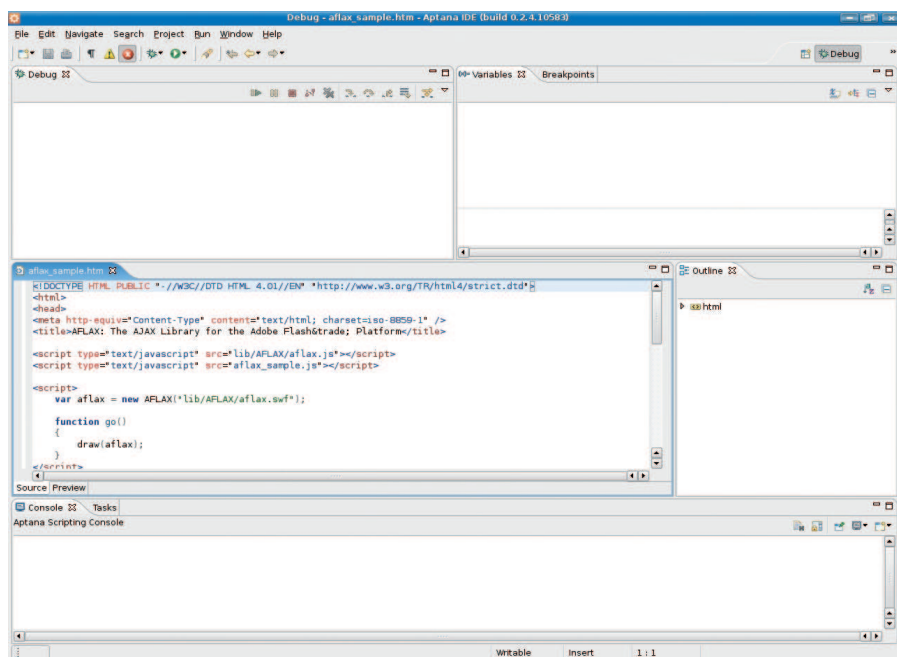 Debug - aflax_sample.htm - Aptana IDE (build 0.2.4.10583)
File Edit Navigate Search Project Run Window Help
Debug
Debug
Variables Breakpoints
aflax_sample.htm
Outline
<!DOCTYPE HTML PUBLIC "-//W3C//DTD HTML 4.01//EN" "http://www.w3.org/TR/html4/strict.dtd">
<html>
<head>
<meta http-equiv="Content-Type" content="text/html; charset=iso-8859-1" />
<title>AFLAX: The AJAX Library for the Adobe Flash&trade; Platform</title>
<script type="text/javascript" src="lib/AFLAX/aflax.js"></script>
<script type="text/javascript" src="aflax_sample.js"></script>
<script>
var aflax = new AFLAX("lib/AFLAX/aflax.swf");
function go()
{
draw(aflax);
}
</script>
html
Source Preview
Console Tasks
Aptana Scripting Console
Writable Insert 1 : 1